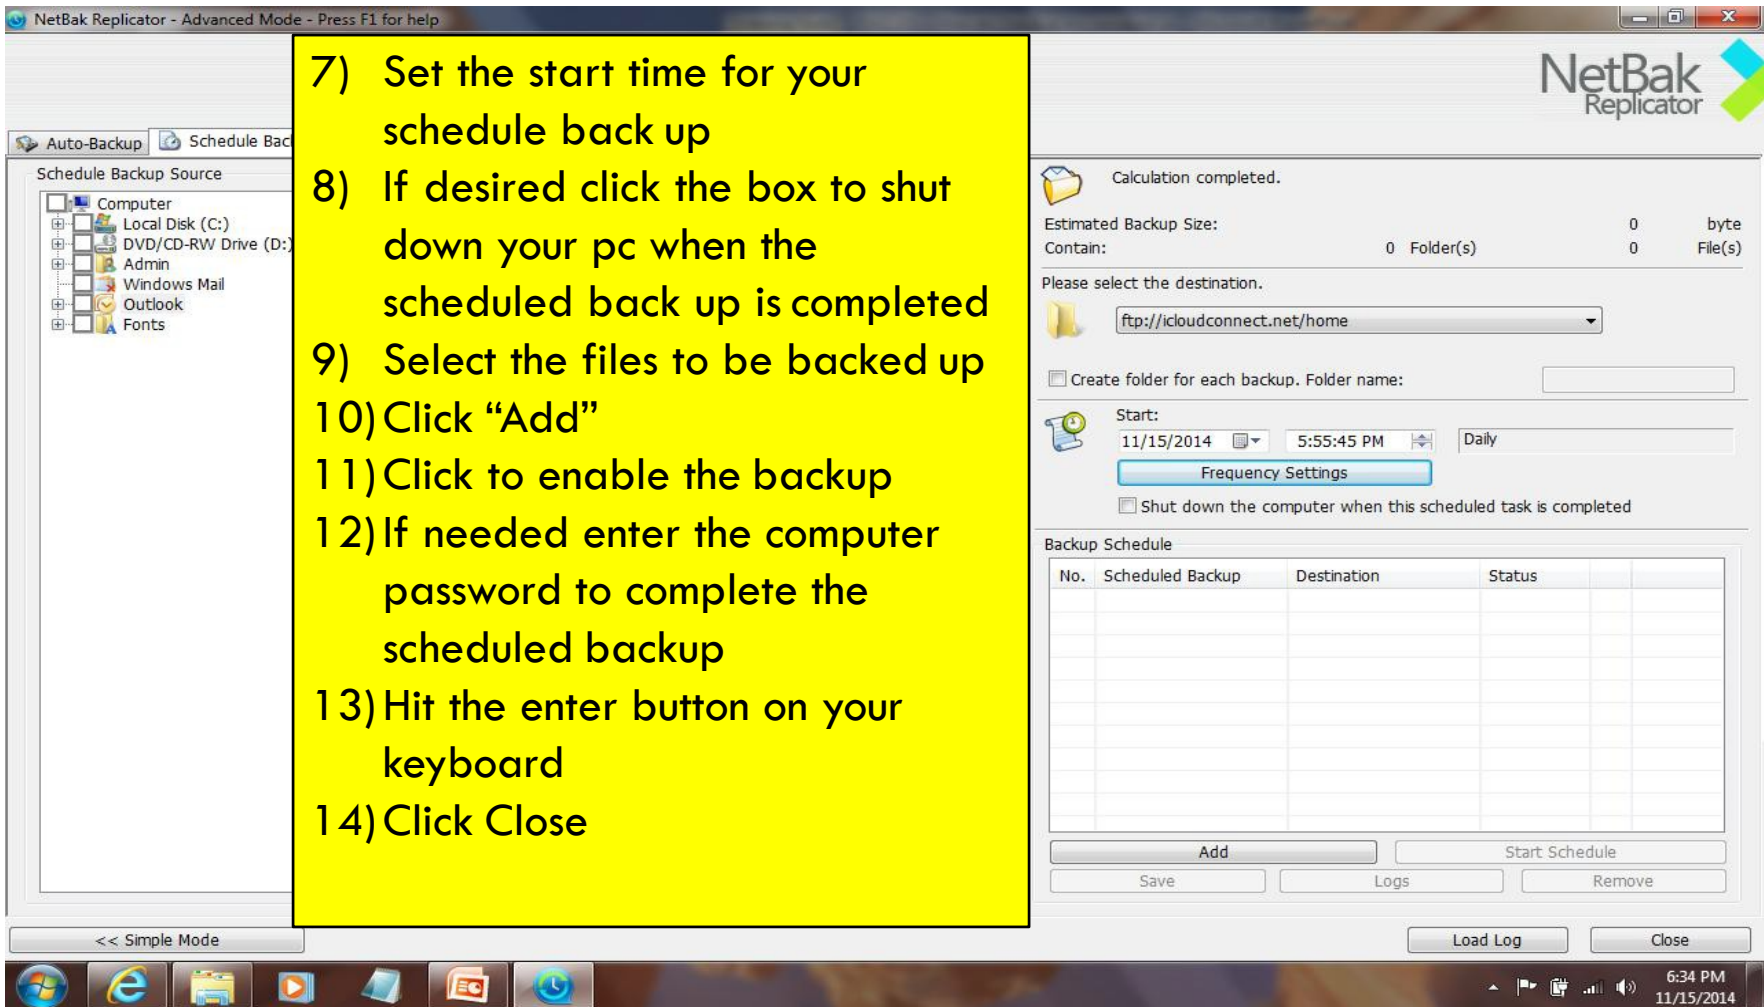 NetBak Replicator - Advanced Mode - Press F1 for help
NetBak
Replicator
Auto-Backup
Schedule Bac
Schedule Backup Source
Computer
Local Disk (C:)
DVD/CD-RW Drive (D:)
Admin
Windows Mail
Outlook
Fonts
7) Set the start time for your
schedule back up
8) If desired click the box to shut
down your pc when the
scheduled back up is completed
9) Select the files to be backed up
10) Click “Add”
11) Click to enable the backup
12) If needed enter the computer
password to complete the
scheduled backup
13) Hit the enter button on your
keyboard
14) Click Close
Calculation completed.
Estimated Backup Size: 0 byte
Contain: 0 Folder(s) 0 File(s)
Please select the destination.
ftp://icloudconnect.net/home
Create folder for each backup. Folder name:
Start:
11/15/2014 5:55:45 PM Daily
Frequency Settings
Shut down the computer when this scheduled task is completed
Backup Schedule
No. Scheduled Backup Destination Status
Add Start Schedule
Save Logs Remove
<< Simple Mode Load Log Close
6:34 PM
11/15/2014